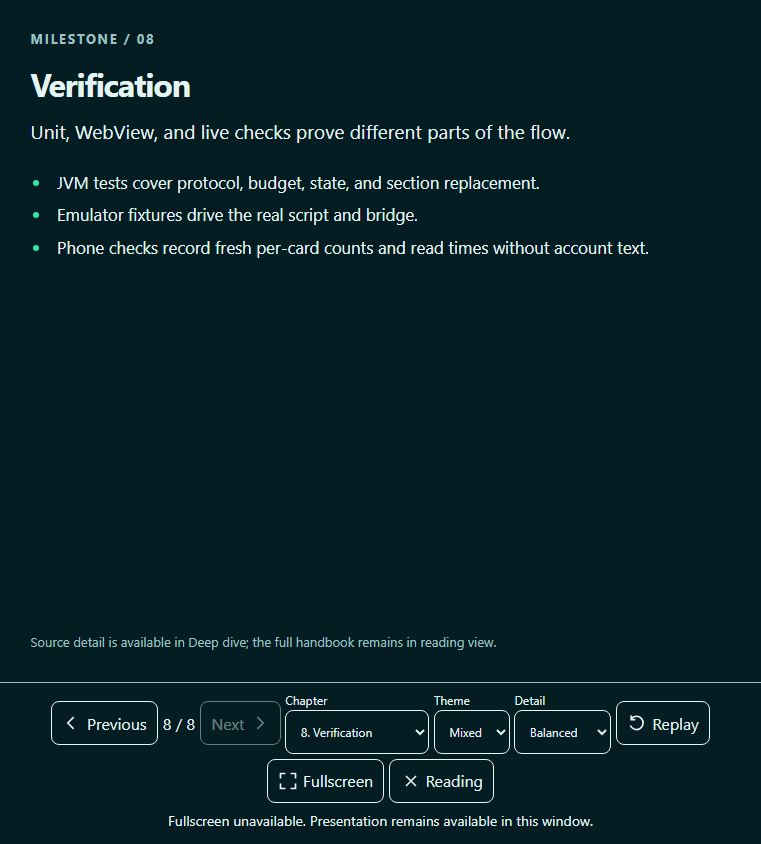 MILESTONE / 08
Verification
Unit, WebView, and live checks prove different parts of the flow.
JVM tests cover protocol, budget, state, and section replacement.
Emulator fixtures drive the real script and bridge.
Phone checks record fresh per-card counts and read times without account text.
Source detail is available in Deep dive; the full handbook remains in reading view.
Chapter Theme Detail
Previous 8 / 8 Next 8. Verification Mixed Balanced Replay
Fullscreen Reading
Fullscreen unavailable. Presentation remains available in this window.